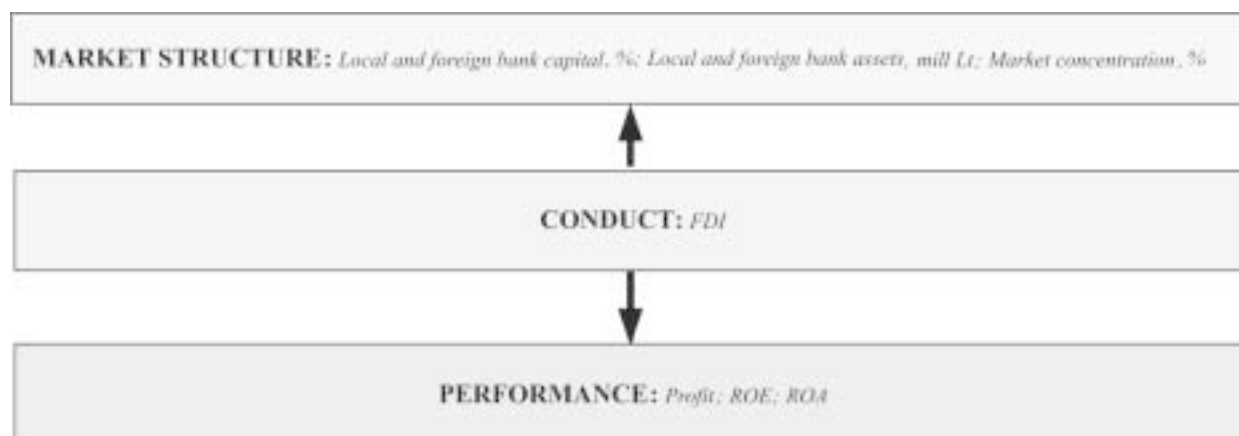 MARKET STRUCTURE: Local and foreign bank capital, %; Local and foreign bank assets, mill Lt; Market concentration, %
CONDUCT: FDI
PERFORMANCE: Profit; ROE; ROA